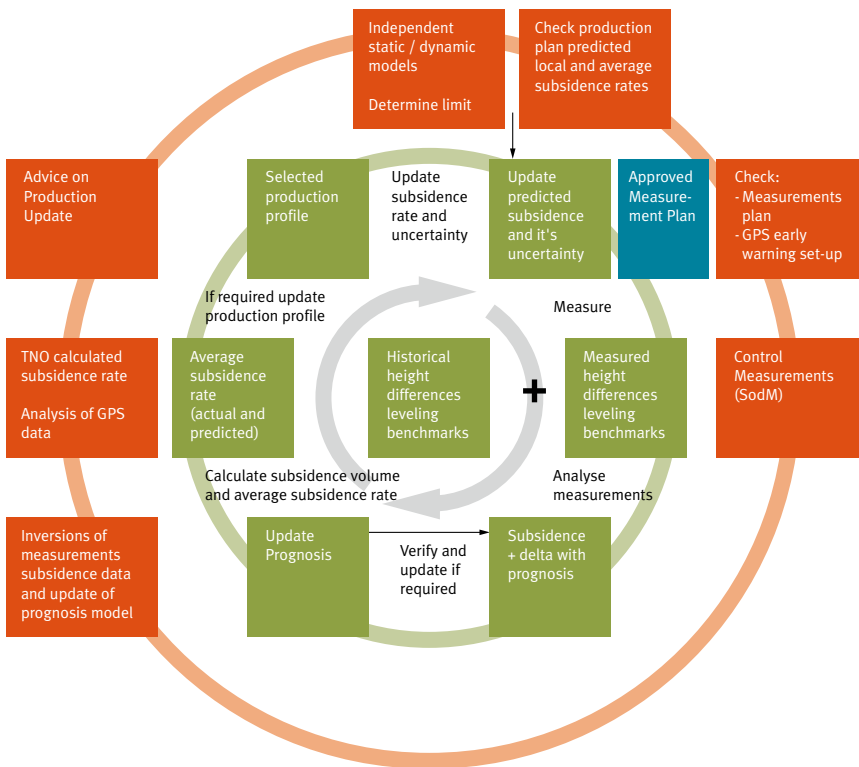 Independent
static / dynamic
models
Determine limit
Check production
plan predicted
local and average
subsidence rates
Advice on
Production
Update
Selected
production
profile
Update
subsidence
rate and
uncertainty
Update
predicted
subsidence
and it's
uncertainty
Approved
Measure-
ment Plan
Check:
- Measurements
plan
- GPS early
warning set-up
If required update
production profile
Measure
TNO calculated
subsidence rate
Analysis of GPS
data
Average
subsidence
rate
(actual and
predicted)
Historical
height
differences
leveling
benchmarks
+
Measured
height
differences
leveling
benchmarks
Control
Measurements
(SodM)
Calculate subsidence volume
and average subsidence rate
Analyse
measurements
Inversions of
measurements
subsidence data
and update of
prognosis model
Update
Prognosis
Verify and
update if
required
Subsidence
+ delta with
prognosis